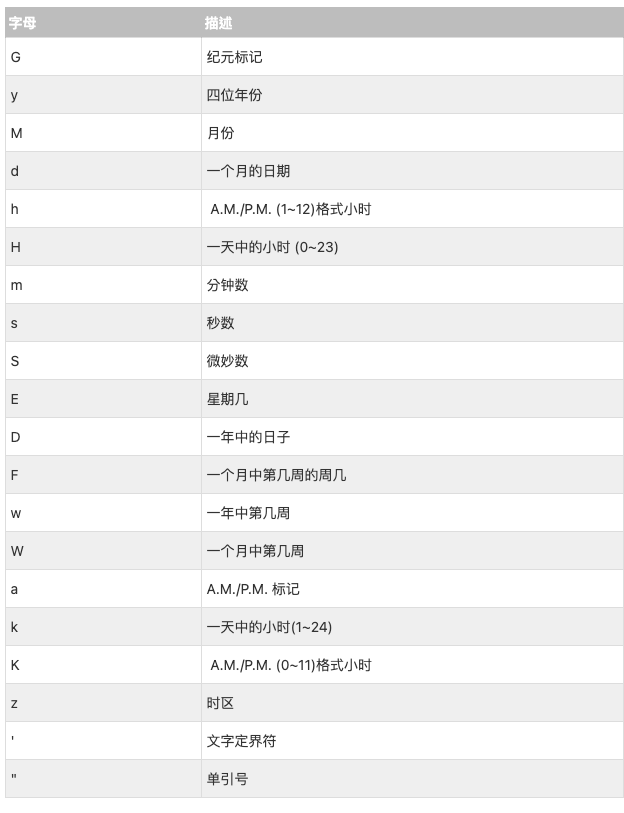 字母 描述
G 纪元标记
y 四位年份
M 月份
d 一个月的日期
h A.M./P.M. (1~12)格式小时
H 一天中的小时 (0~23)
m 分钟数
s 秒数
S 微妙数
E 星期几
D 一年中的日子
F 一个月中第几周的周几
w 一年中第几周
W 一个月中第几周
a A.M./P.M. 标记
k 一天中的小时(1~24)
K A.M./P.M. (0~11)格式小时
z 时区
' 文字定界符
" 单引号